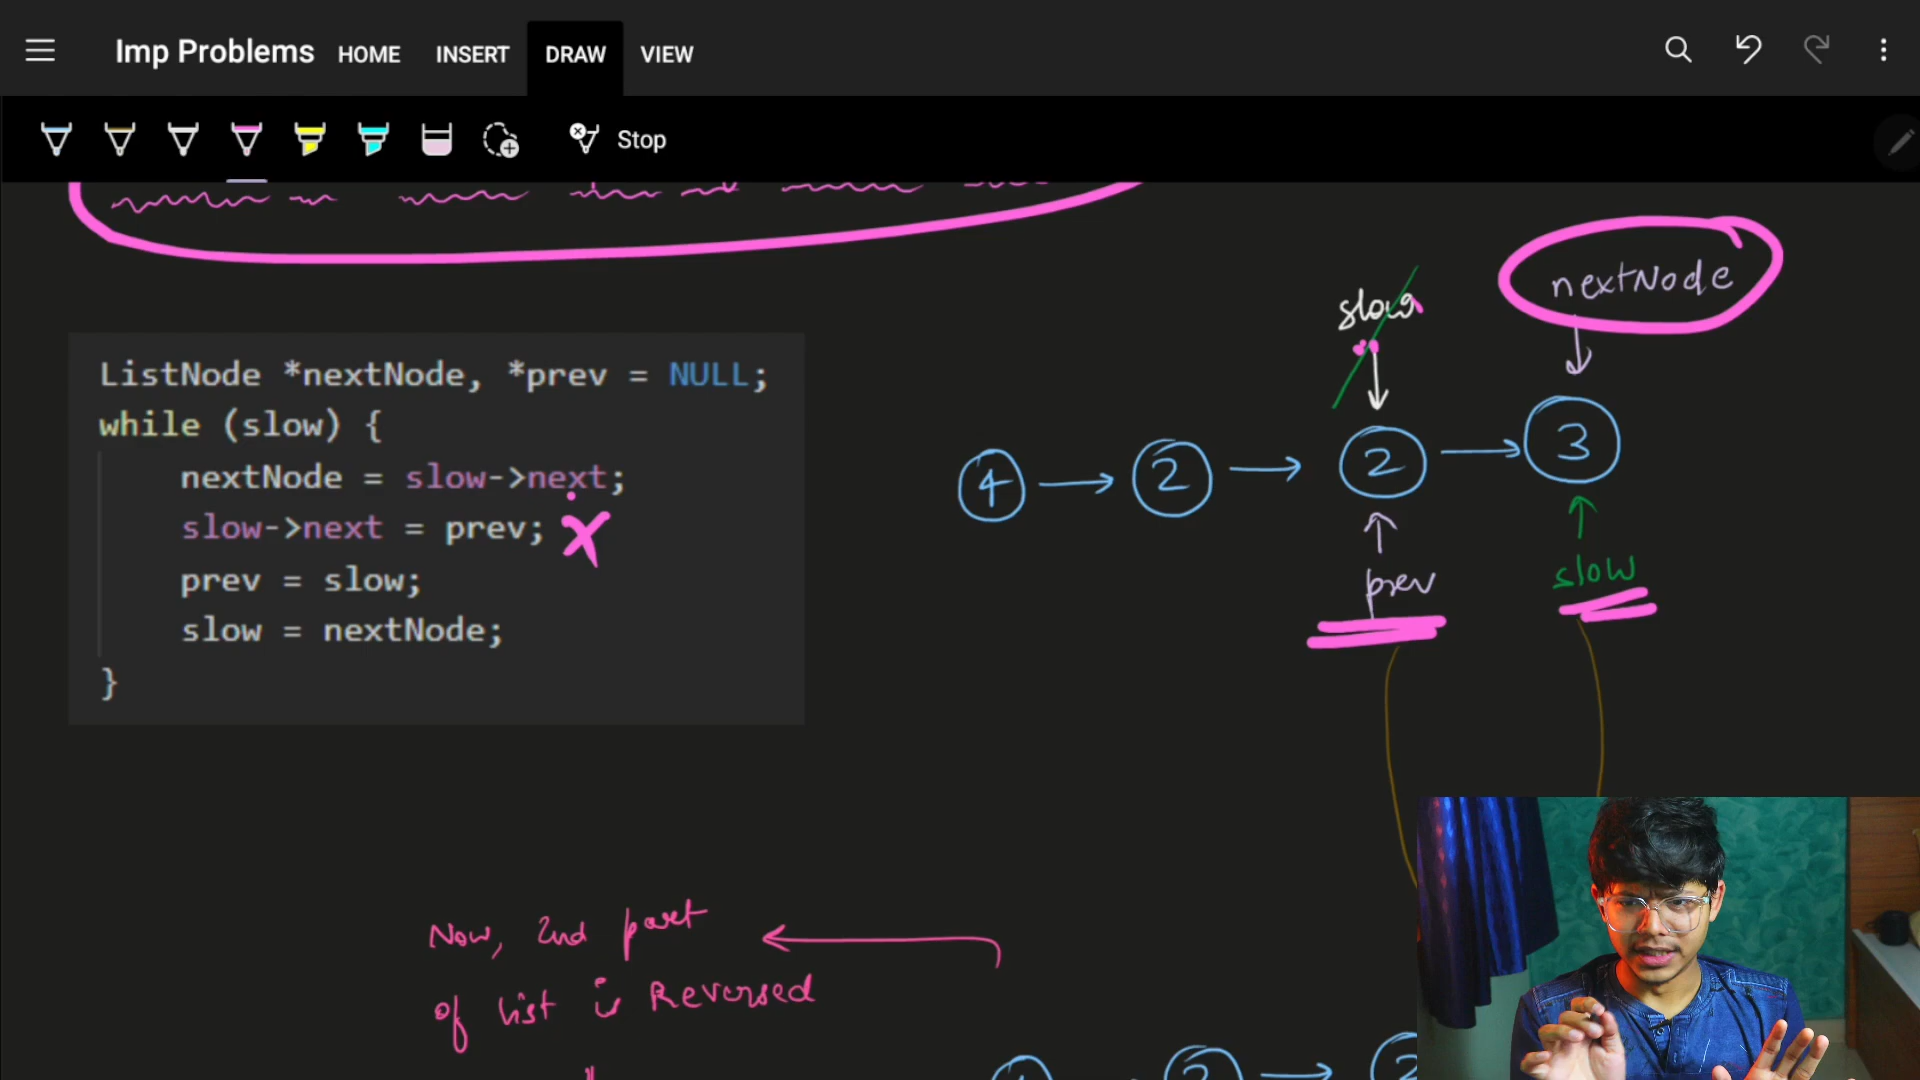 Imp Problems HOME INSERT DRAW VIEW
Stop
nextNode
slow
ListNode *nextNode, *prev = NULL;
while (slow) {
nextNode = slow->next;
slow->next = prev; X
prev = slow;
slow = nextNode;
}
4 2 2 3
prev slow
Now, 2nd part
of list is Reversed
2